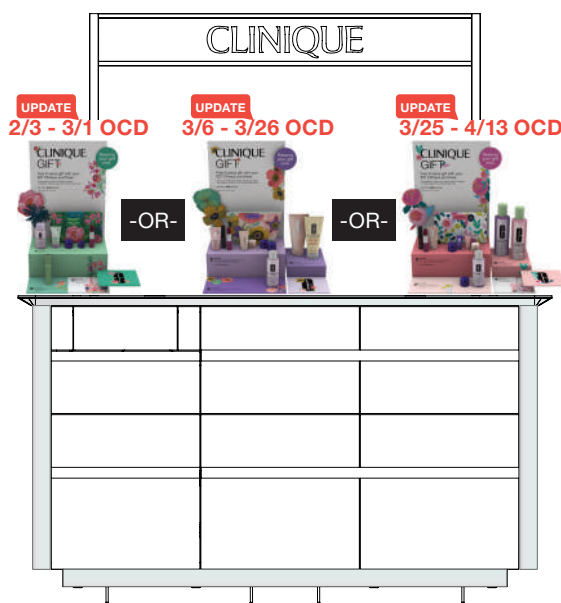 CLINIQUE
UPDATE
2/3 - 3/1 OCD
UPDATE
3/6 - 3/26 OCD
UPDATE
3/25 - 4/13 OCD
CLINIQUE
GIFT
-OR-
CLINIQUE
GIFT
-OR-
CLINIQUE
GIFT